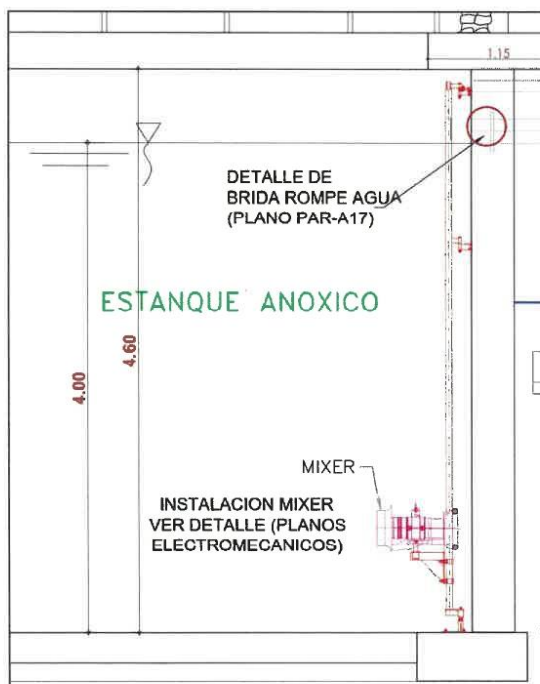 1.15
DETALLE DE
BRIDA ROMPE AGUA
(PLANO PAR-A17)
ESTANQUE ANOXICO
4.60
4.00
MIXER
INSTALACION MIXER
VER DETALLE (PLANOS
ELECTROMECANICOS)